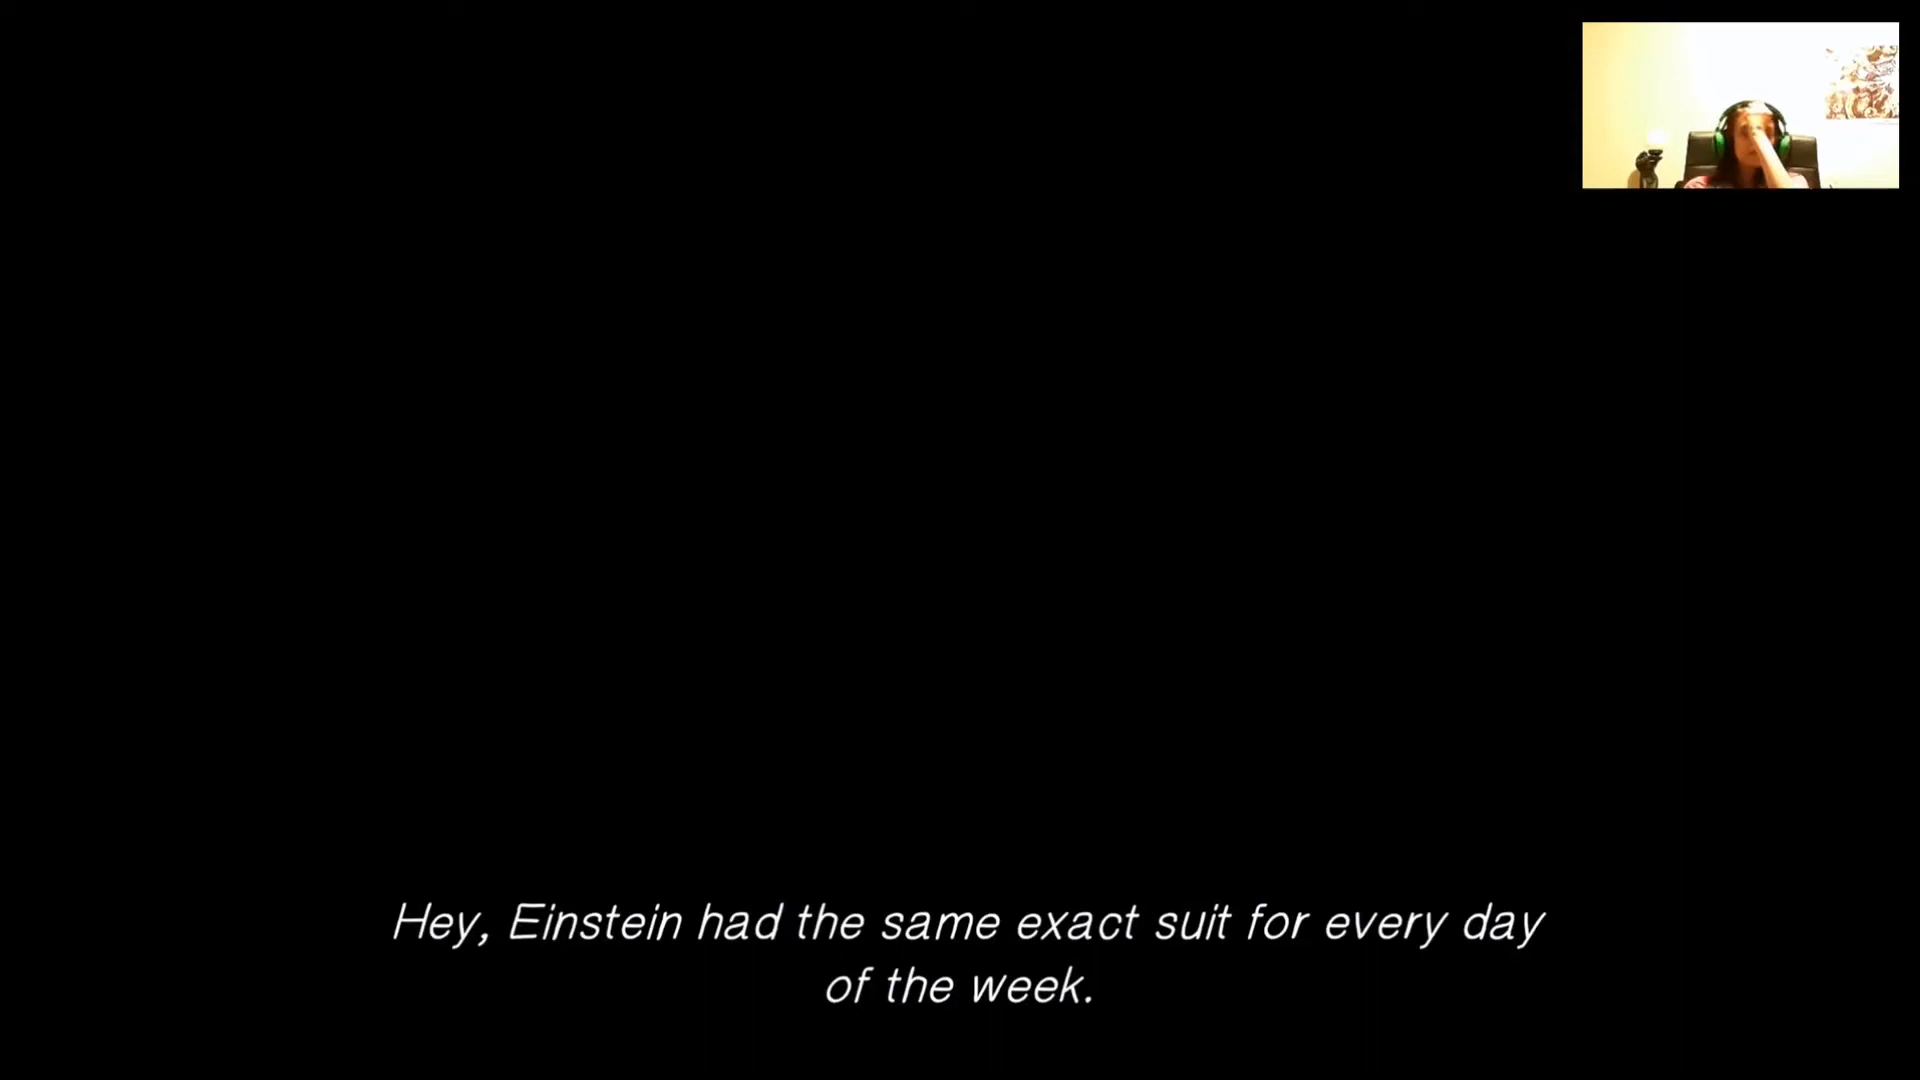 Hey, Einstein had the same exact suit for every day
of the week.